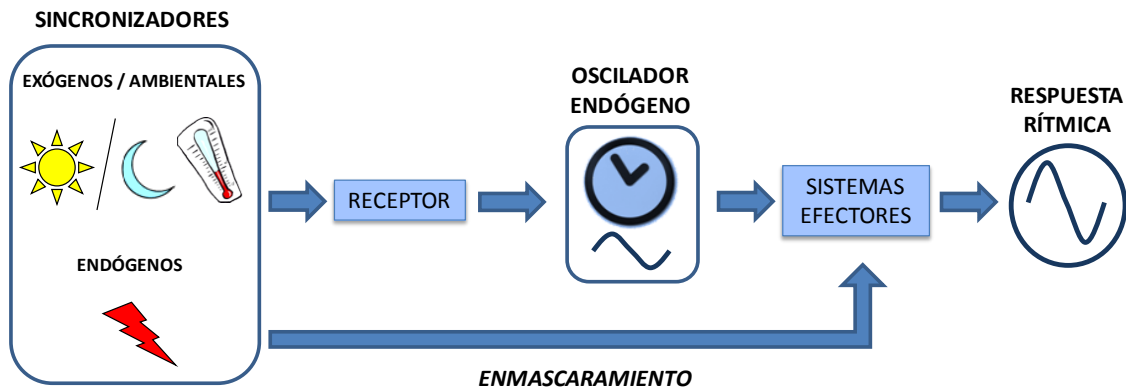 SINCRONIZADORES
EXÓGENOS / AMBIENTALES
ENDÓGENOS
RECEPTOR
OSCILADOR
ENDÓGENO
SISTEMAS
EFECTORES
RESPUESTA
RÍTMICA
ENMASCARAMIENTO